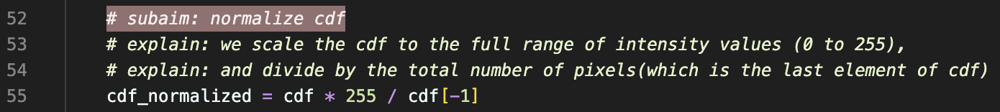 52 # subaim: normalize cdf
53 # explain: we scale the cdf to the full range of intensity values (0 to 255),
54 # explain: and divide by the total number of pixels(which is the last element of cdf)
55 cdf_normalized = cdf * 255 / cdf[-1]